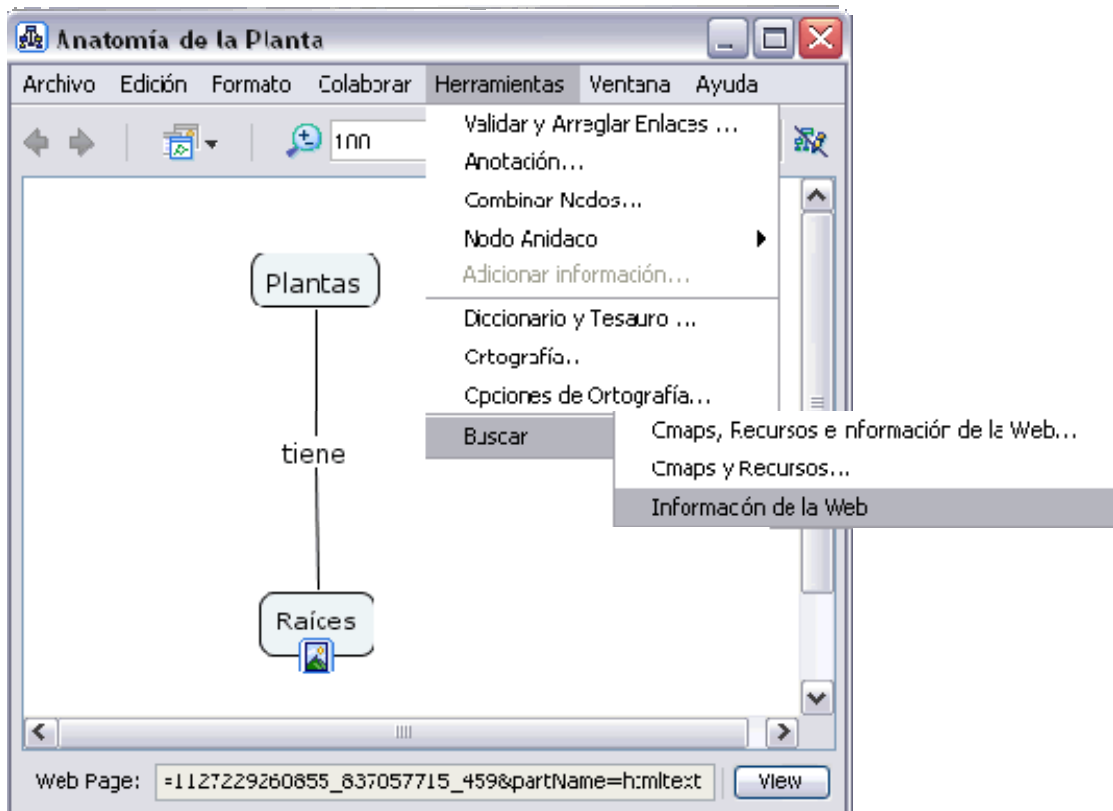 Anatomía de la Planta
Archivo Edición Formato Colaborar Herramientas Ventana Ayuda
100
Validar y Arreglar Enlaces ...
Anotación...
Combinar Nodos...
Nodo Anidado
Adicionar información...
Diccionario y Tesauro ...
Ortografía..
Opciones de Ortografía...
Buscar
Cmaps, Recursos e Información de la Web...
Cmaps y Recursos...
Información de la Web
Plantas
tiene
Raíces
Web Page: =1127229260855_837057715_459&partName=htmltext View